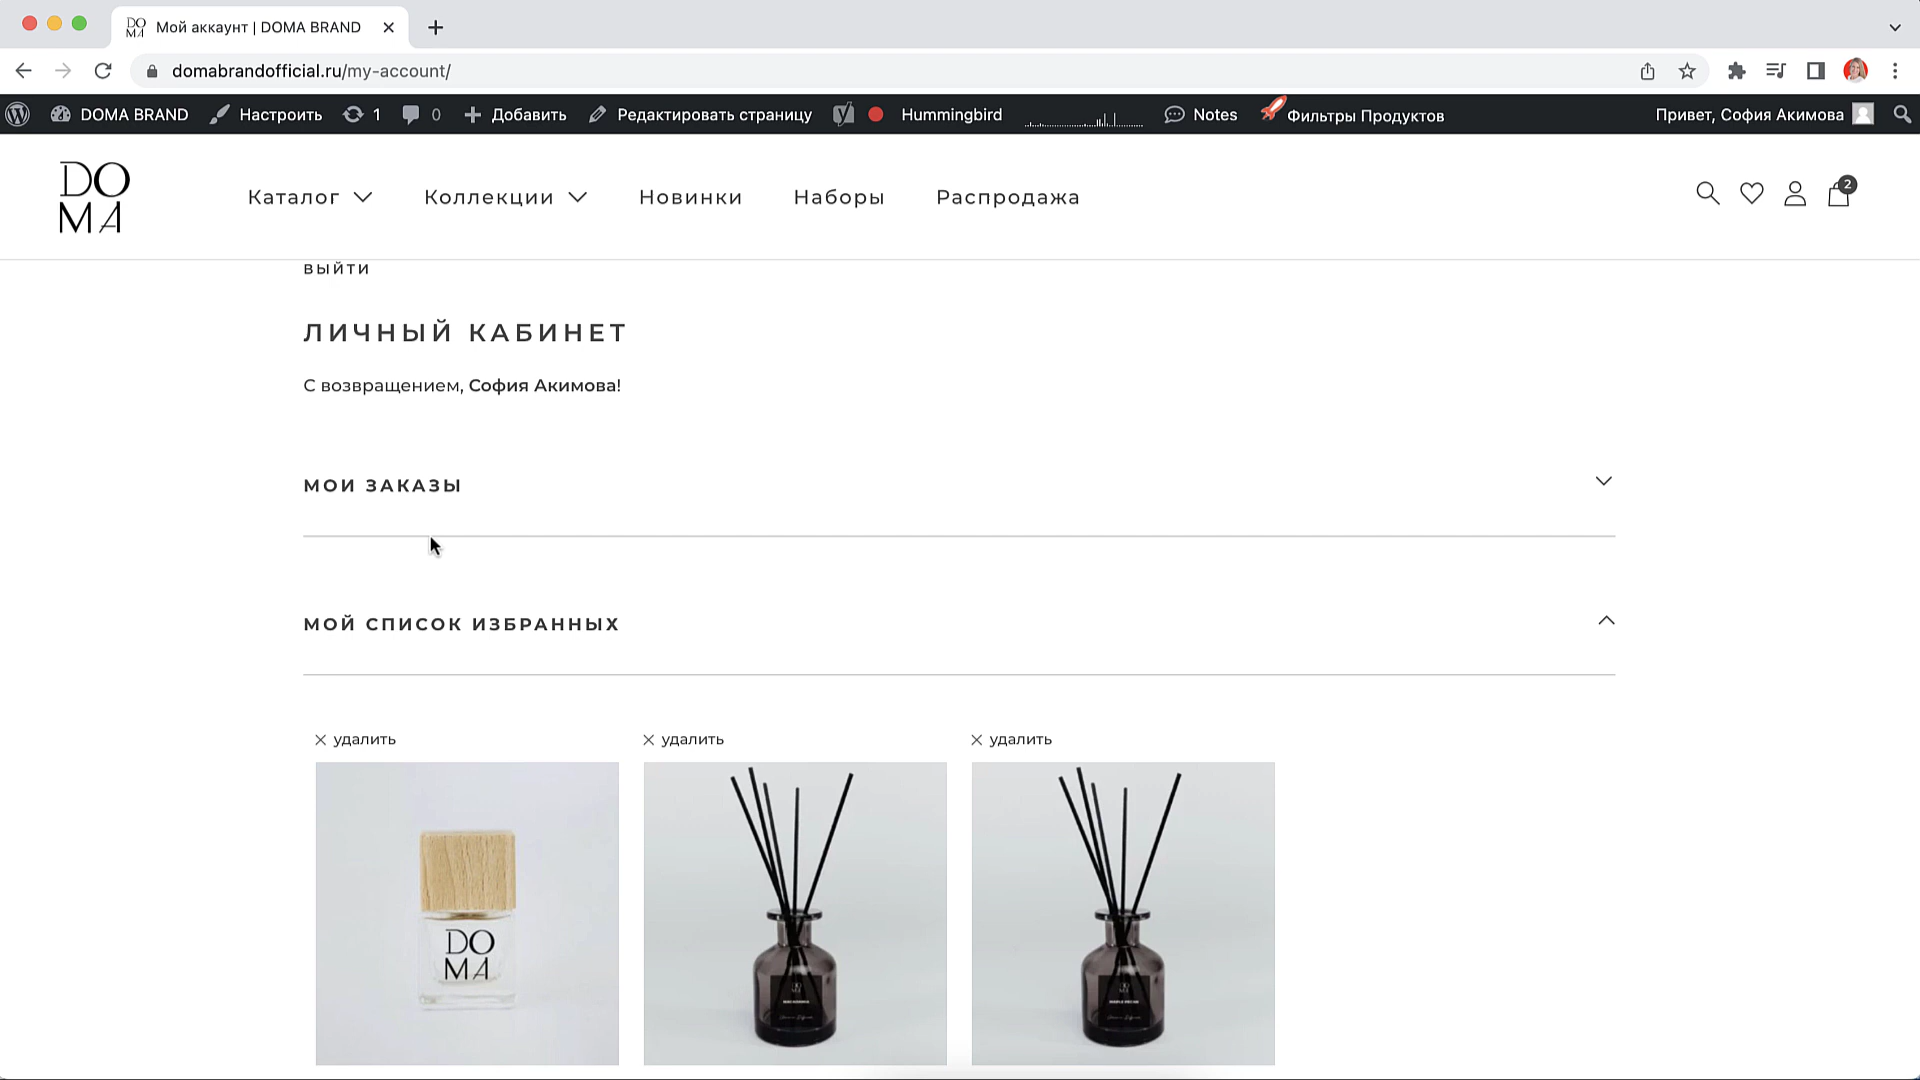 Мой аккаунт | DOMA BRAND
domabrandofficial.ru/my-account/
DOMA BRAND Настроить 1 0 Добавить Редактировать страницу Hummingbird Notes Фильтры Продуктов Привет, София Акимова
DO
MA
Каталог Коллекции Новинки Наборы Распродажа 2
выйти
ЛИЧНЫЙ КАБИНЕТ
С возвращением, София Акимова!
МОИ ЗАКАЗЫ
МОЙ СПИСОК ИЗБРАННЫХ
удалить удалить удалить
DO
MA